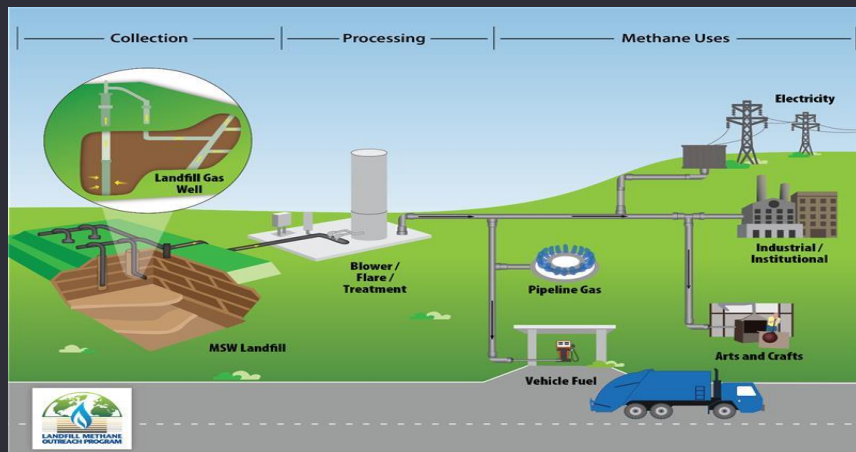 Collection
Processing
Methane Uses
Electricity
Landfill Gas
Well
Industrial /
Institutional
Blower /
Flare /
Treatment
Pipeline Gas
MSW Landfill
Arts and Crafts
Vehicle Fuel
LANDFILL METHANE
OUTREACH PROGRAM